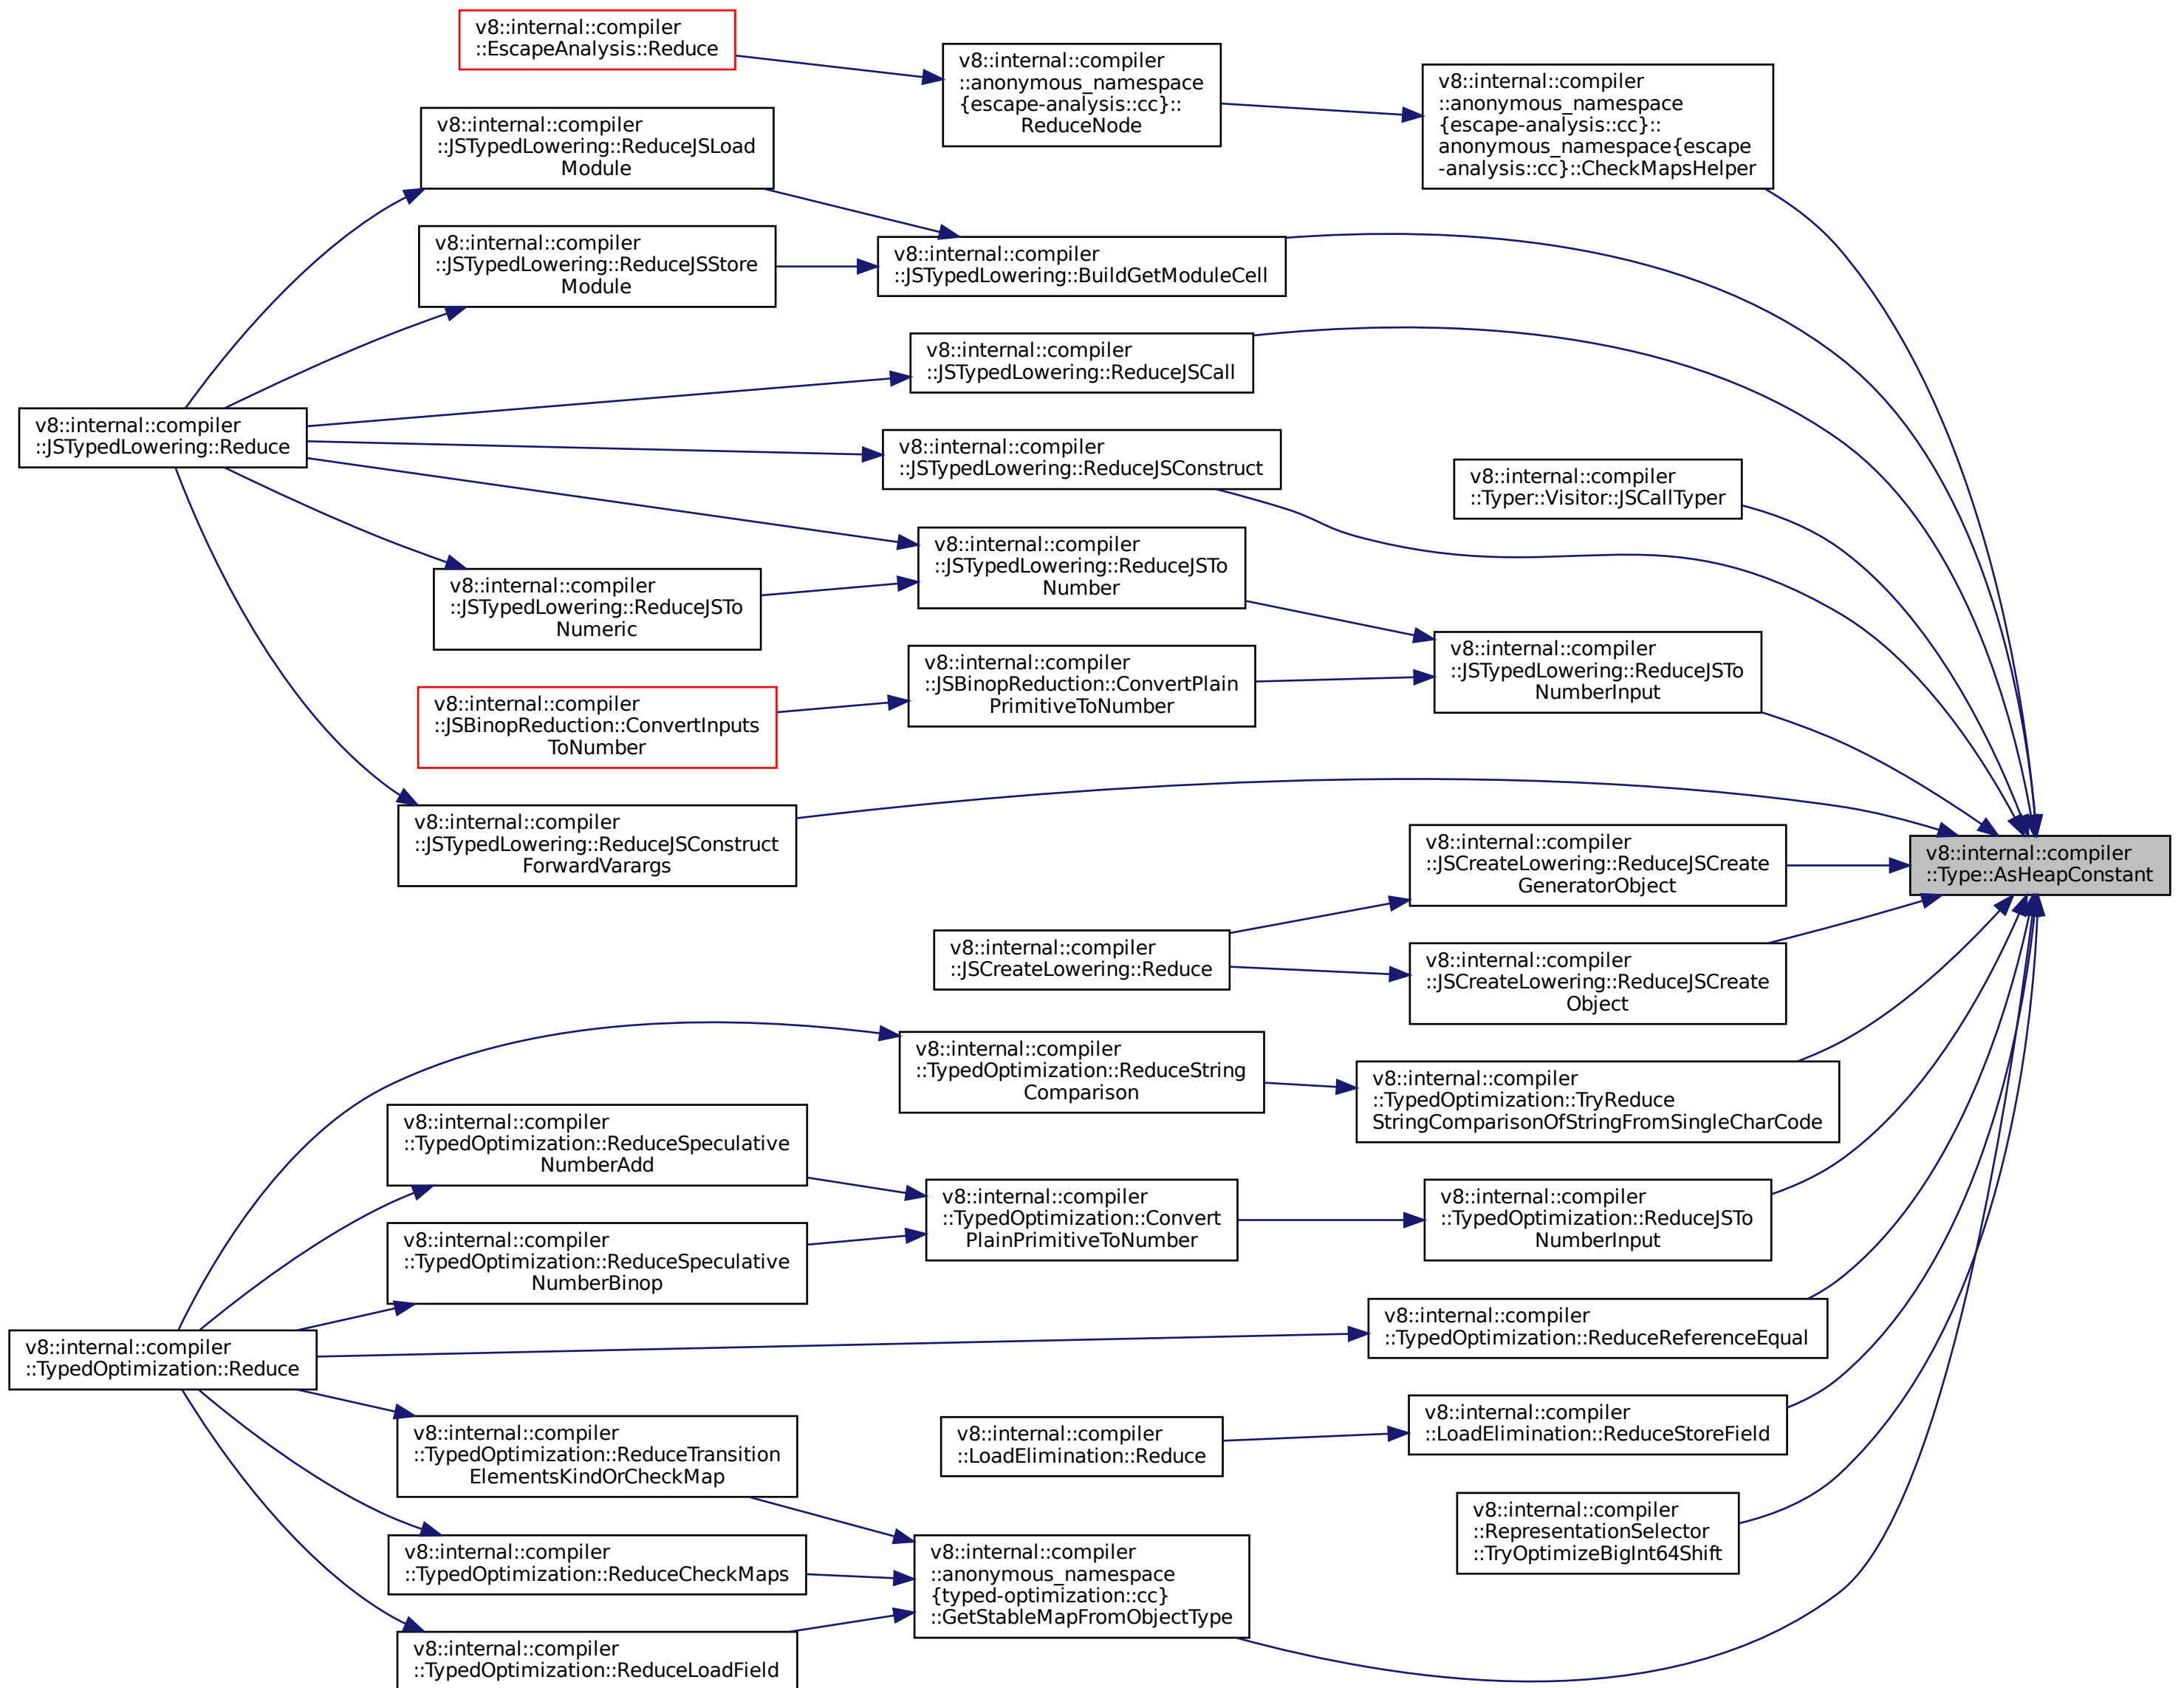 v8::internal::compiler
::EscapeAnalysis::Reduce
v8::internal::compiler
::anonymous_namespace
{escape-analysis::cc}::
ReduceNode
v8::internal::compiler
::anonymous_namespace
{escape-analysis::cc}::
anonymous_namespace{escape
-analysis::cc}::CheckMapsHelper
v8::internal::compiler
::JSTypedLowering::ReduceJSLoad
Module
v8::internal::compiler
::JSTypedLowering::ReduceJSStore
Module
v8::internal::compiler
::JSTypedLowering::BuildGetModuleCell
v8::internal::compiler
::JSTypedLowering::ReduceJSCall
v8::internal::compiler
::JSTypedLowering::Reduce
v8::internal::compiler
::JSTypedLowering::ReduceJSConstruct
v8::internal::compiler
::Typer::Visitor::JSCallTyper
v8::internal::compiler
::JSTypedLowering::ReduceJSTo
Number
v8::internal::compiler
::JSTypedLowering::ReduceJSTo
Numeric
v8::internal::compiler
::JSTypedLowering::ReduceJSTo
NumberInput
v8::internal::compiler
::JSBinopReduction::ConvertPlain
PrimitiveToNumber
v8::internal::compiler
::JSBinopReduction::ConvertInputs
ToNumber
v8::internal::compiler
::JSTypedLowering::ReduceJSConstruct
ForwardVarargs
v8::internal::compiler
::JSCreateLowering::ReduceJSCreate
GeneratorObject
v8::internal::compiler
::Type::AsHeapConstant
v8::internal::compiler
::JSCreateLowering::Reduce
v8::internal::compiler
::JSCreateLowering::ReduceJSCreate
Object
v8::internal::compiler
::TypedOptimization::ReduceString
Comparison
v8::internal::compiler
::TypedOptimization::TryReduce
StringComparisonOfStringFromSingleCharCode
v8::internal::compiler
::TypedOptimization::ReduceSpeculative
NumberAdd
v8::internal::compiler
::TypedOptimization::Convert
PlainPrimitiveToNumber
v8::internal::compiler
::TypedOptimization::ReduceJSTo
NumberInput
v8::internal::compiler
::TypedOptimization::ReduceSpeculative
NumberBinop
v8::internal::compiler
::TypedOptimization::ReduceReferenceEqual
v8::internal::compiler
::TypedOptimization::Reduce
v8::internal::compiler
::TypedOptimization::ReduceTransition
ElementsKindOrCheckMap
v8::internal::compiler
::LoadElimination::Reduce
v8::internal::compiler
::LoadElimination::ReduceStoreField
v8::internal::compiler
::RepresentationSelector
::TryOptimizeBigInt64Shift
v8::internal::compiler
::TypedOptimization::ReduceCheckMaps
v8::internal::compiler
::anonymous_namespace
{typed-optimization::cc}
::GetStableMapFromObjectType
v8::internal::compiler
::TypedOptimization::ReduceLoadField